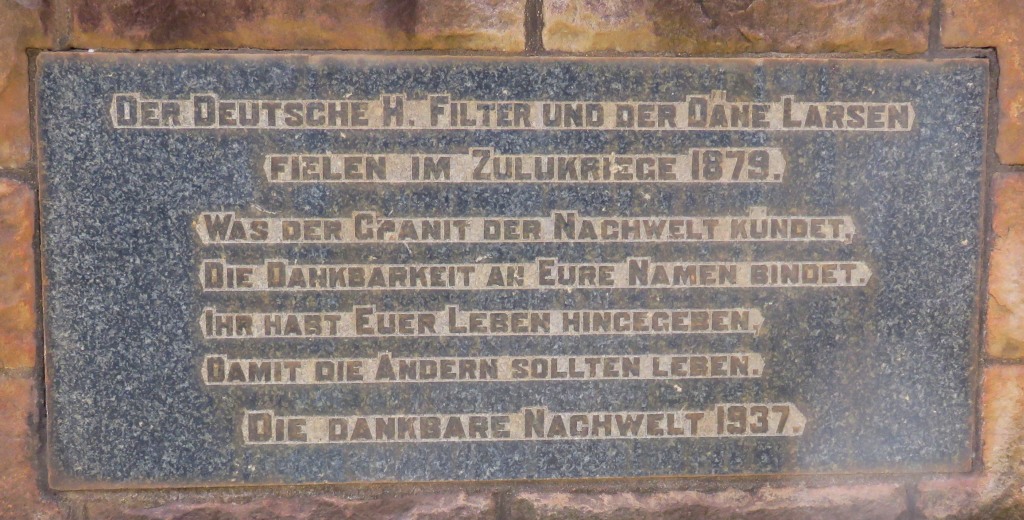 DER DEUTSCHE H. FILTER UND DER DÄNE LARSEN
FIELEN IM ZULUKRIEGE 1879.
WAS DER GRANIT DER NACHWELT KÜNDET,
DIE DANKBARKEIT AN EURE NAMEN BINDET.
IHR HABT EUER LEBEN HINGEGEBEN,
DAMIT DIE ANDERN SOLLTEN LEBEN.
DIE DANKBARE NACHWELT 1937.